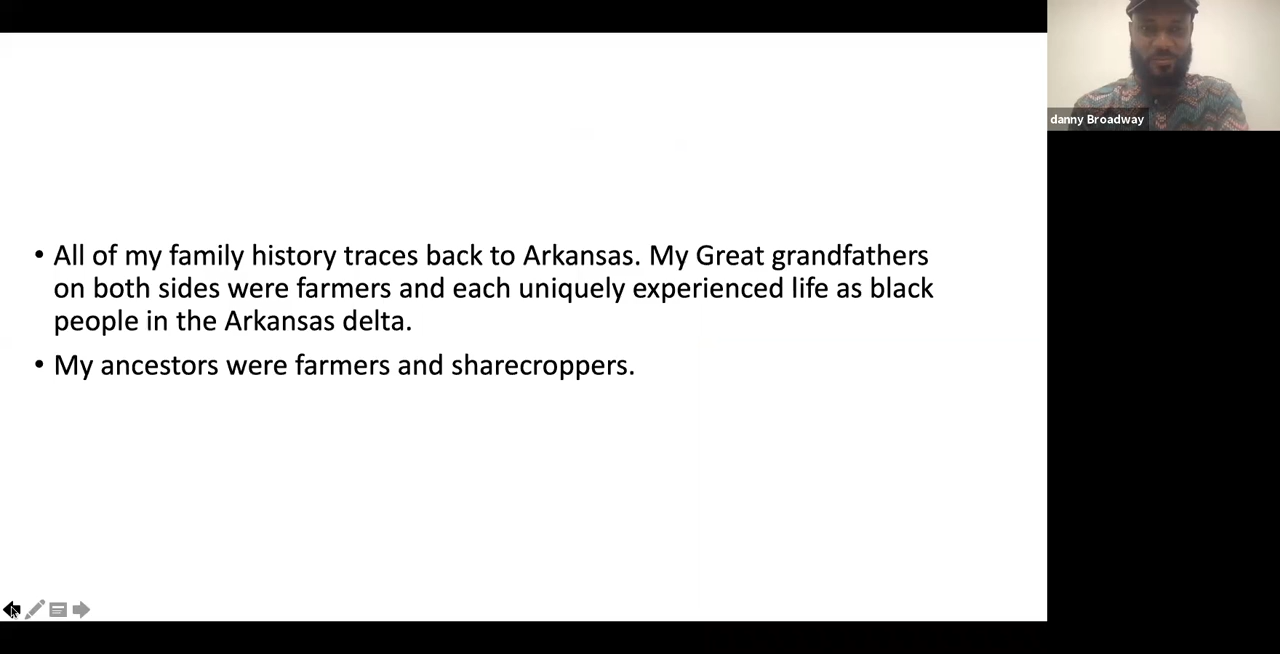 danny Broadway
• All of my family history traces back to Arkansas. My Great grandfathers
on both sides were farmers and each uniquely experienced life as black
people in the Arkansas delta.
• My ancestors were farmers and sharecroppers.